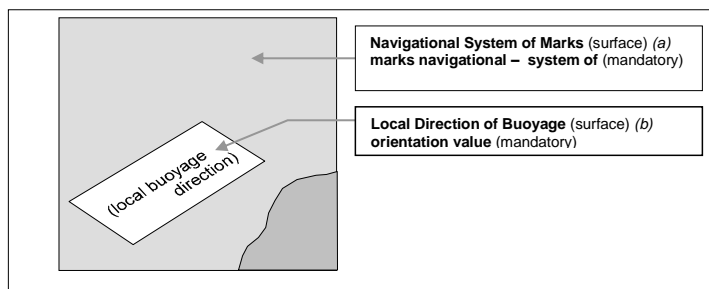 Navigational System of Marks (surface) (a)
marks navigational – system of (mandatory)
Local Direction of Buoyage (surface) (b)
orientation value (mandatory)
(local buoyage
direction)